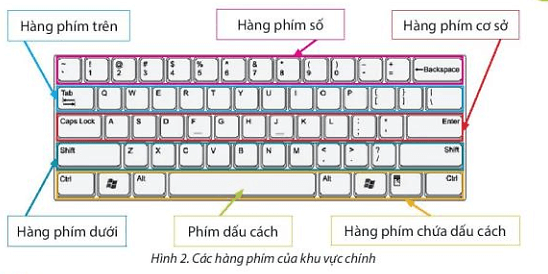 Hàng phím trên
Hàng phím số
Hàng phím cơ sở
~ ! @ # $ % ^ & * ( ) - +
` 1 2 3 4 5 6 7 8 9 0 - = ←Backspace
Tab Q W E R T Y U I O P { } |
[ ] \
Caps Lock A S D F G H J K L : " Enter
; '
Shift Z X C V B N M < > ? Shift
, . /
Ctrl Alt Alt Ctrl
Hàng phím dưới
Phím dấu cách
Hàng phím chứa dấu cách
Hình 2. Các hàng phím của khu vực chính